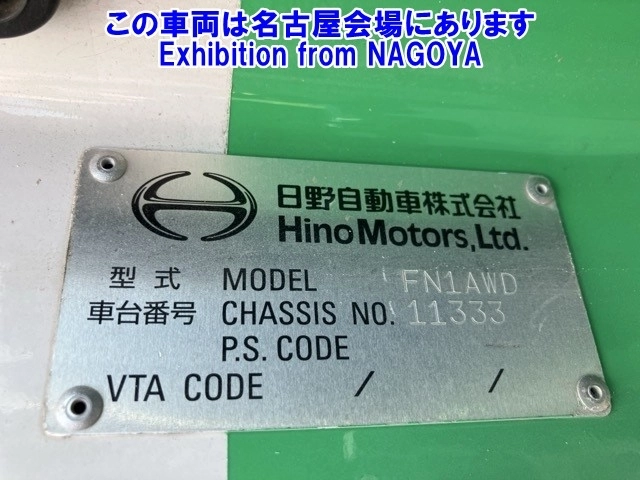 この車両は名古屋会場にあります
Exhibition from NAGOYA
日野自動車株式会社
Hino Motors, Ltd.
型式 MODEL FN1AWD
車台番号 CHASSIS NO. 11333
P.S. CODE
VTA CODE / /